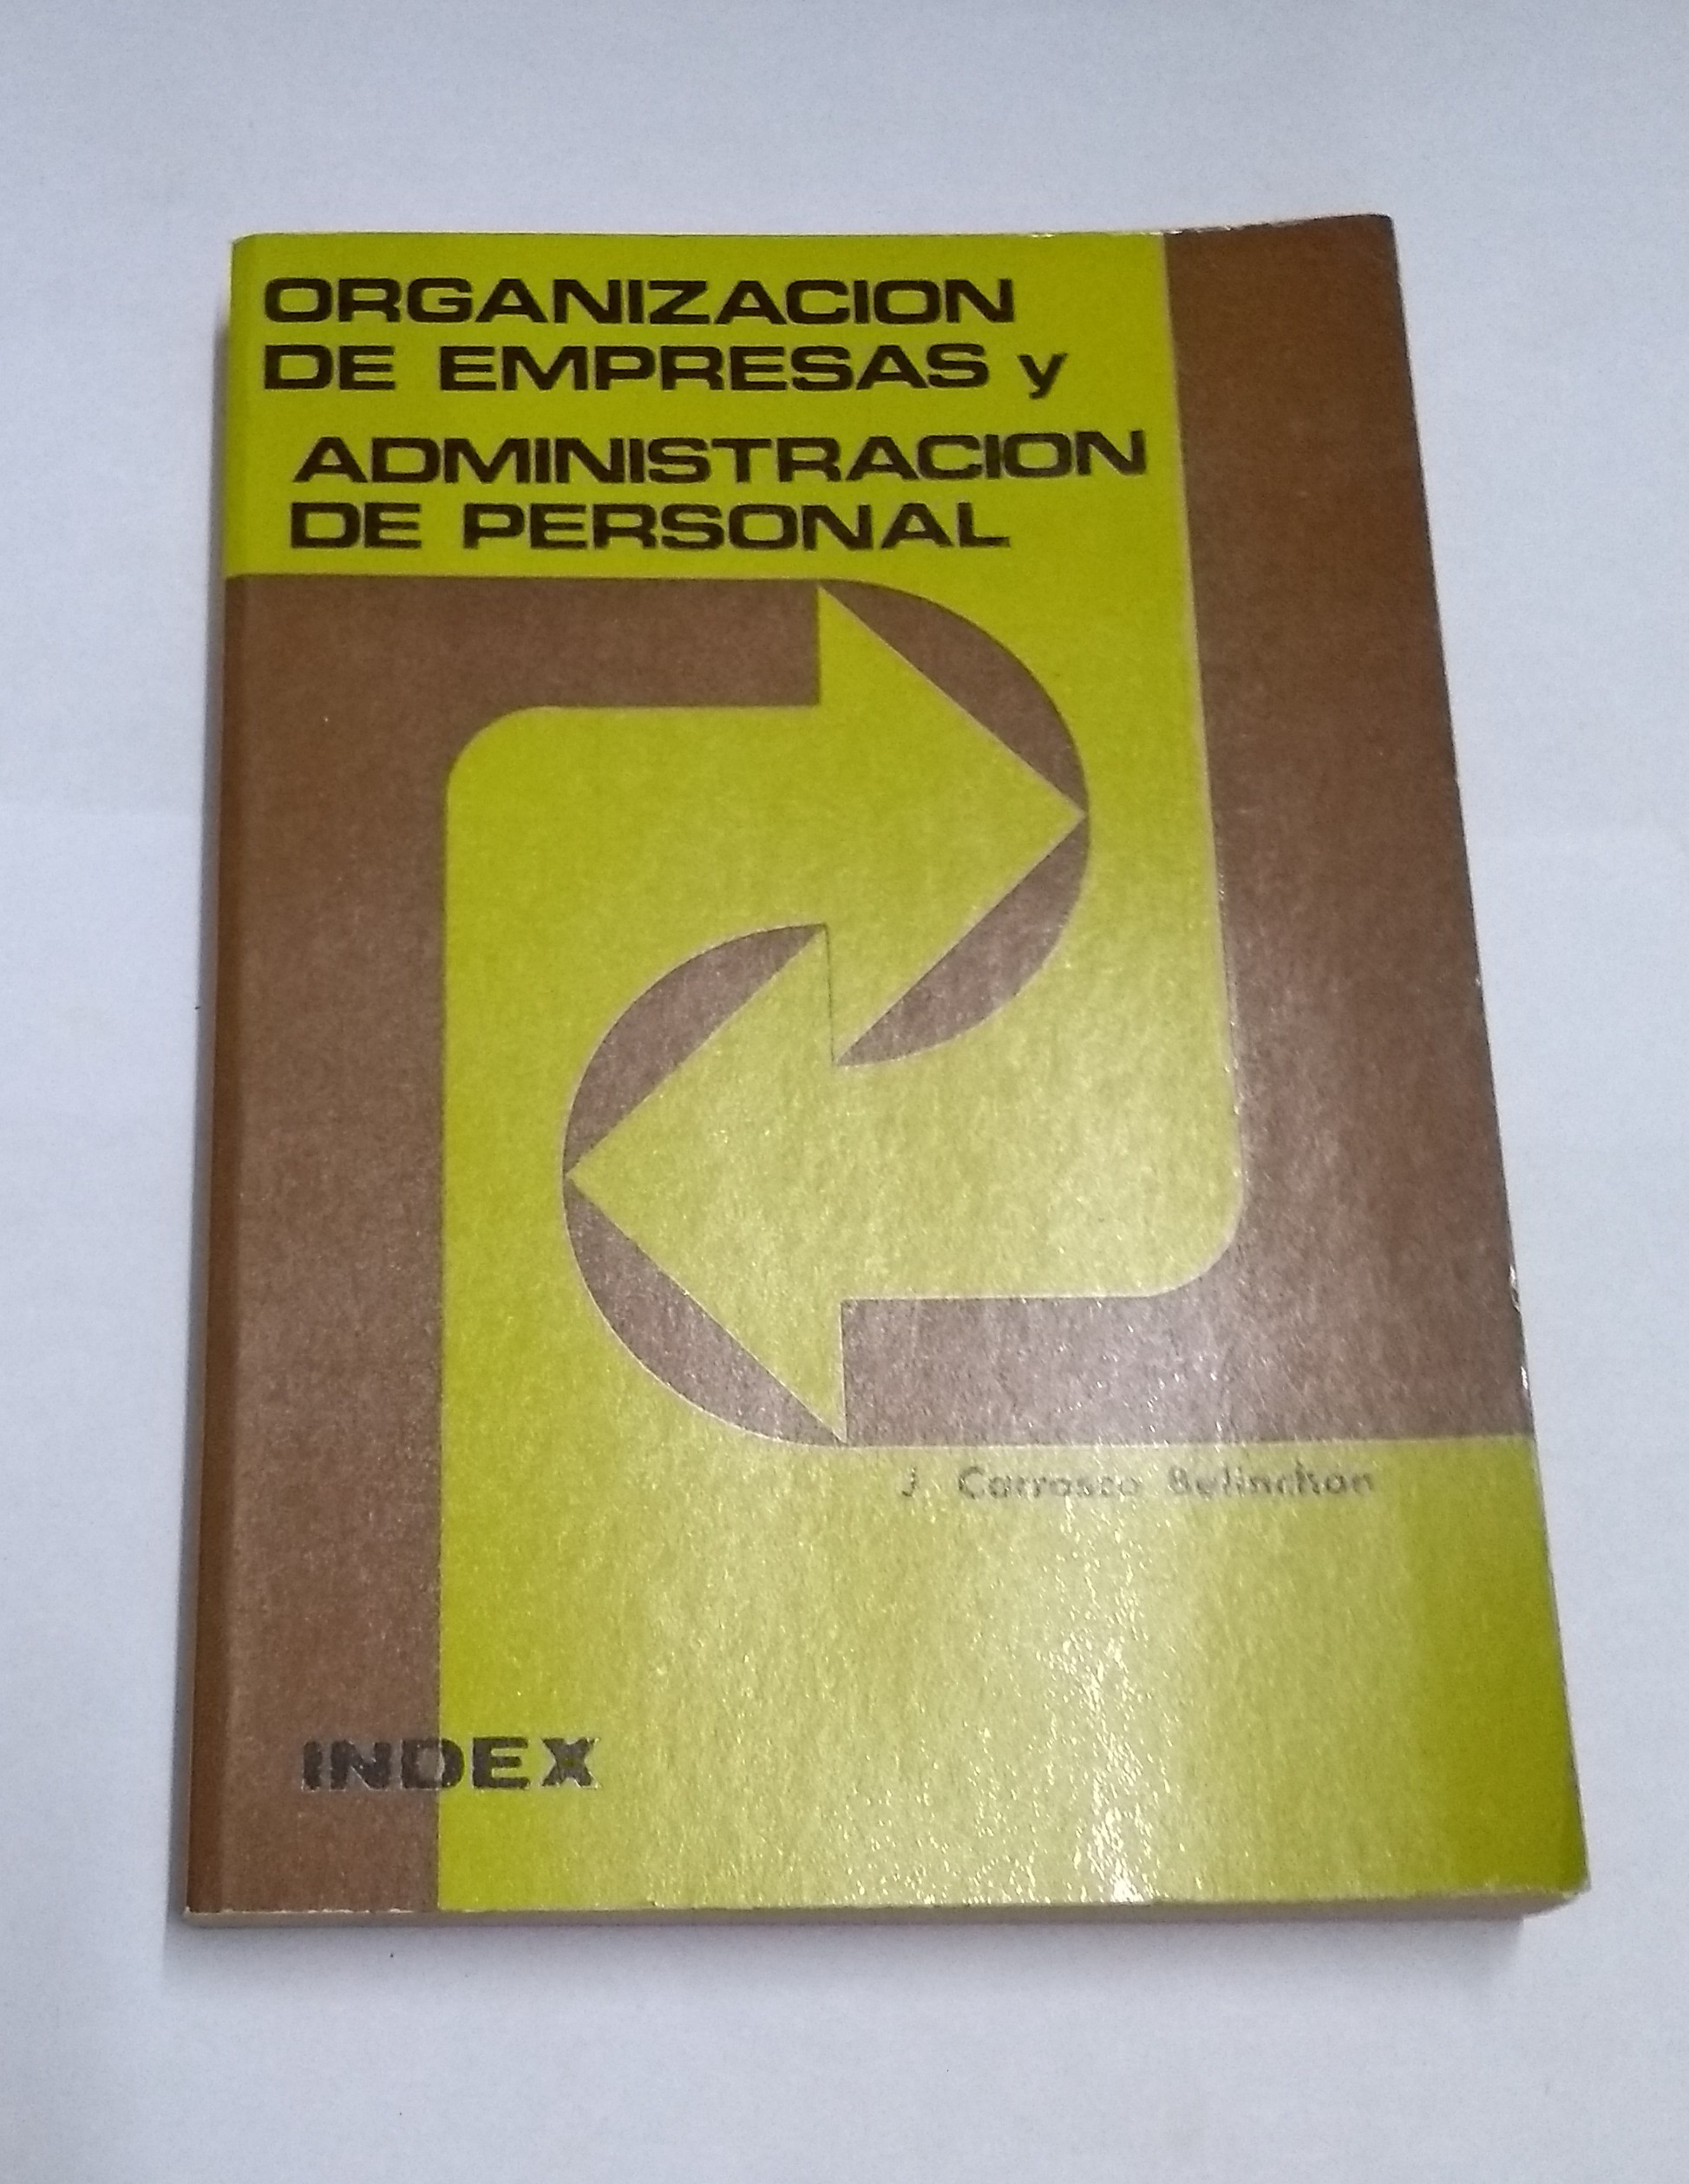 ORGANIZACION
DE EMPRESAS y
ADMINISTRACION
DE PERSONAL
J. Carrasco Belinchon
INDEX